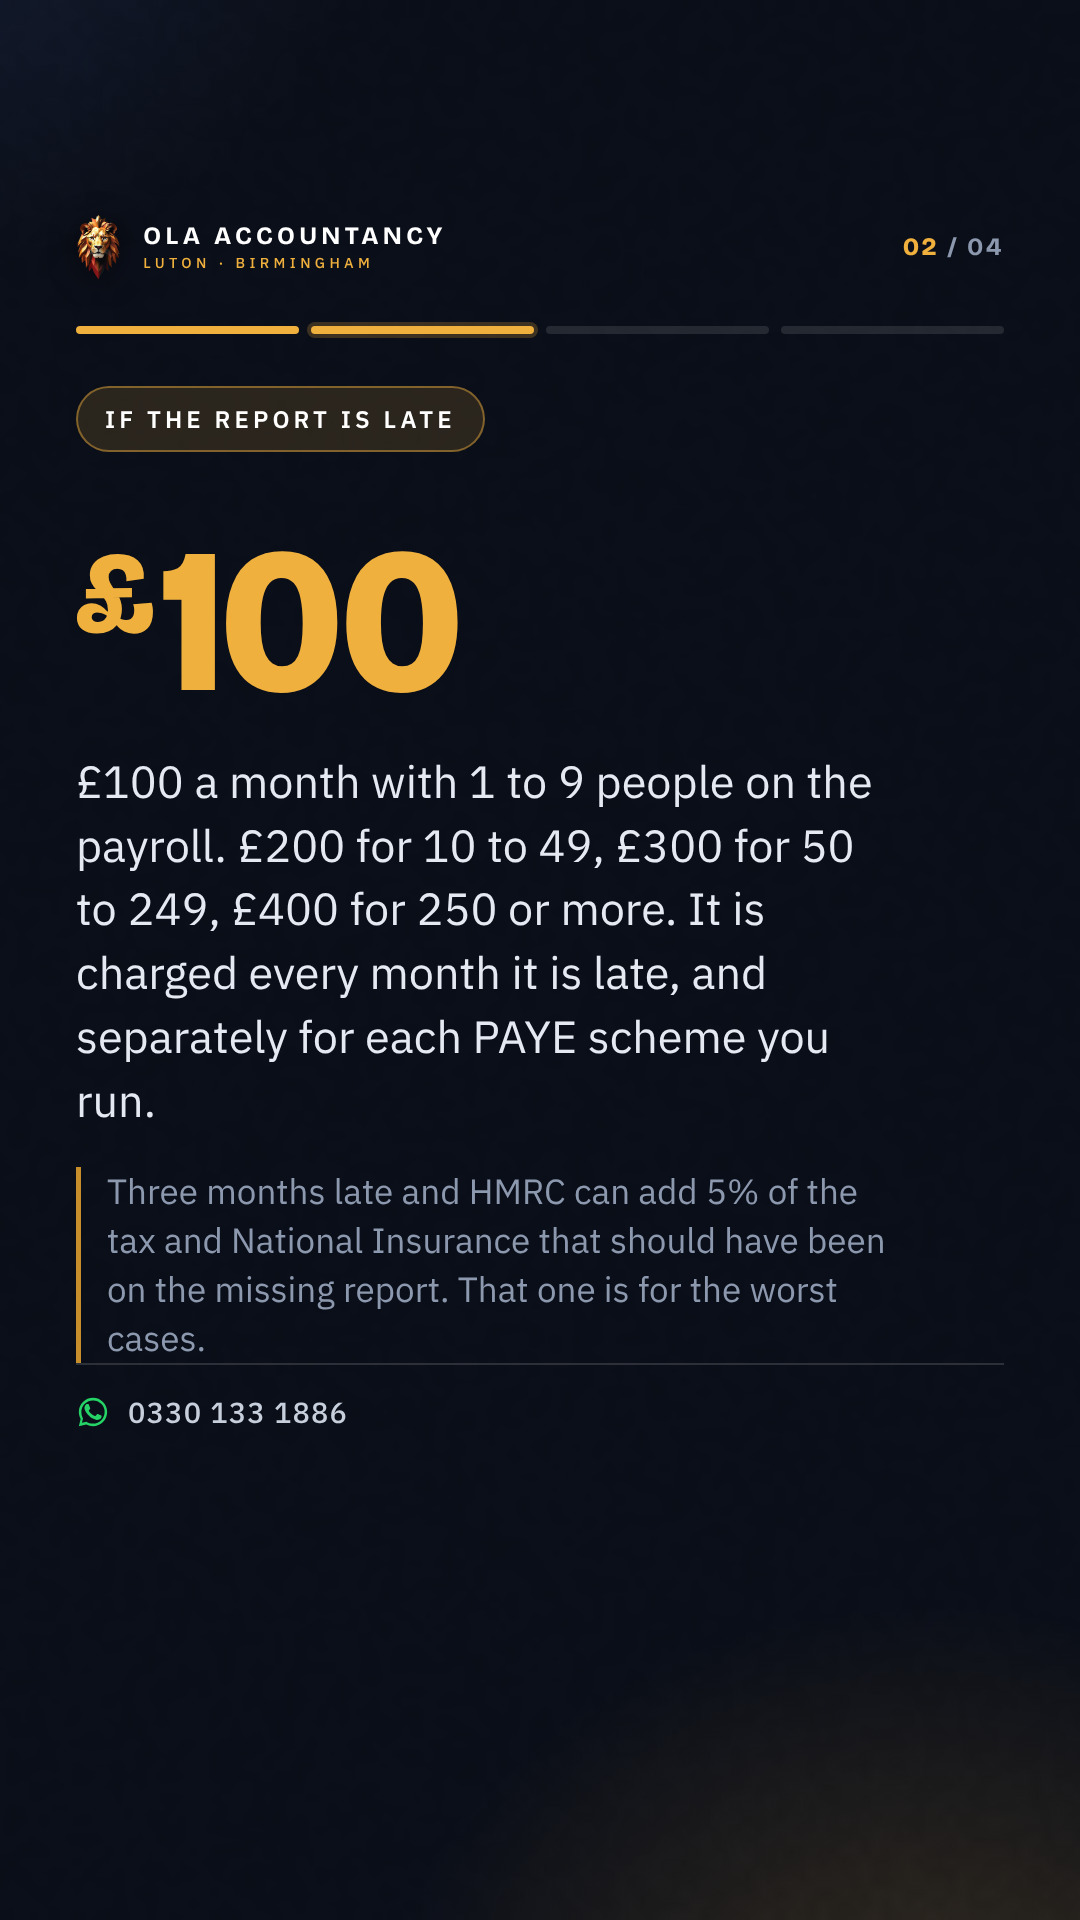 OLA ACCOUNTANCY
LUTON · BIRMINGHAM
02 / 04
IF THE REPORT IS LATE
£100
£100 a month with 1 to 9 people on the
payroll. £200 for 10 to 49, £300 for 50
to 249, £400 for 250 or more. It is
charged every month it is late, and
separately for each PAYE scheme you
run.
Three months late and HMRC can add 5% of the
tax and National Insurance that should have been
on the missing report. That one is for the worst
cases.
0330 133 1886